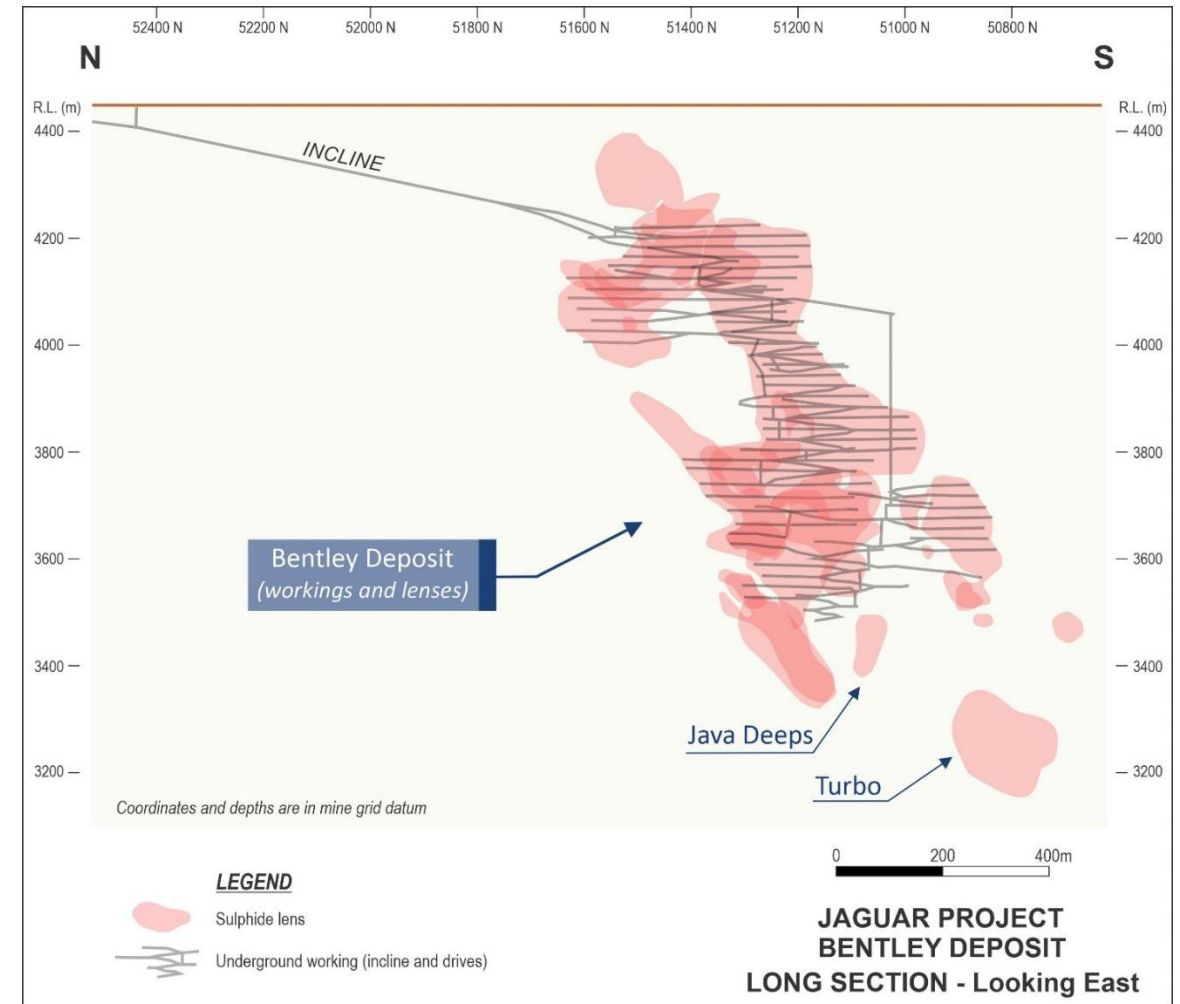 52400 N 52200 N 52000 N 51800 N 51600 N 51400 N 51200 N 51000 N 50800 N
N S
R.L. (m) R.L. (m)
4400 4400
INCLINE
4200 4200
4000 4000
3800 3800
3600 3600
Bentley Deposit
(workings and lenses)
3400 3400
Java Deeps
3200 3200
Turbo
Coordinates and depths are in mine grid datum
0 200 400m
LEGEND
Sulphide lens
Underground working (incline and drives)
JAGUAR PROJECT
BENTLEY DEPOSIT
LONG SECTION - Looking East